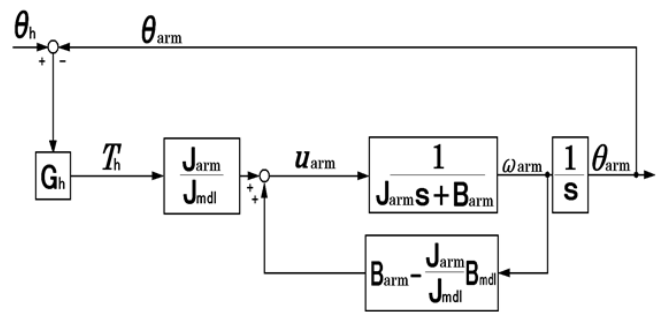 θh θarm
+ −
Gh Th Jarm/Jmdl + + uarm 1/(Jarms+Barm) ωarm 1/s θarm
Barm−Jarm/Jmdl Bmdl